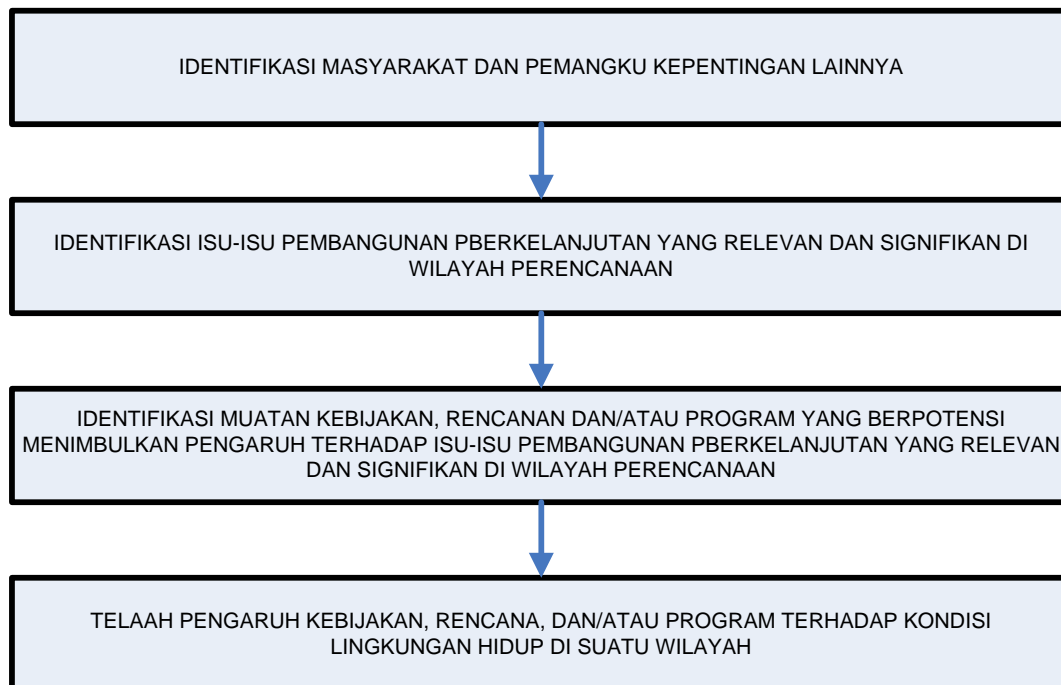 IDENTIFIKASI MASYARAKAT DAN PEMANGKU KEPENTINGAN LAINNYA
IDENTIFIKASI ISU-ISU PEMBANGUNAN PBERKELANJUTAN YANG RELEVAN DAN SIGNIFIKAN DI
WILAYAH PERENCANAAN
IDENTIFIKASI MUATAN KEBIJAKAN, RENCANAN DAN/ATAU PROGRAM YANG BERPOTENSI
MENIMBULKAN PENGARUH TERHADAP ISU-ISU PEMBANGUNAN PBERKELANJUTAN YANG RELEVAN
DAN SIGNIFIKAN DI WILAYAH PERENCANAAN
TELAAH PENGARUH KEBIJAKAN, RENCANA, DAN/ATAU PROGRAM TERHADAP KONDISI
LINGKUNGAN HIDUP DI SUATU WILAYAH